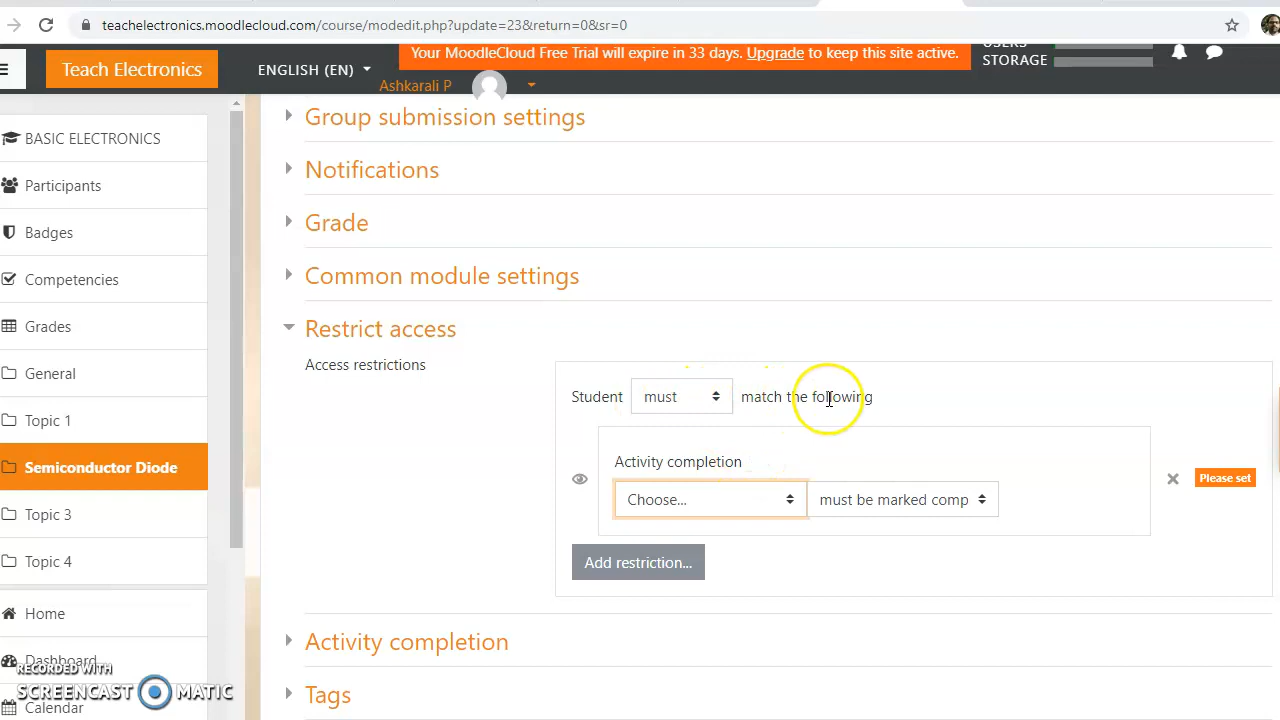 teachelectronics.moodlecloud.com/course/modedit.php?update=23&return=0&sr=0
Teach Electronics
ENGLISH (EN)
Your MoodleCloud Free Trial will expire in 33 days. Upgrade to keep this site active.
USERS
STORAGE
Ashkarali P
BASIC ELECTRONICS
Participants
Badges
Competencies
Grades
General
Topic 1
Semiconductor Diode
Topic 3
Topic 4
Home
Dashboard
Calendar
Group submission settings
Notifications
Grade
Common module settings
Restrict access
Access restrictions
Student must match the following
Activity completion
Choose... must be marked comp
Please set
Add restriction...
Activity completion
Tags
RECORDED WITH
SCREENCAST MATIC